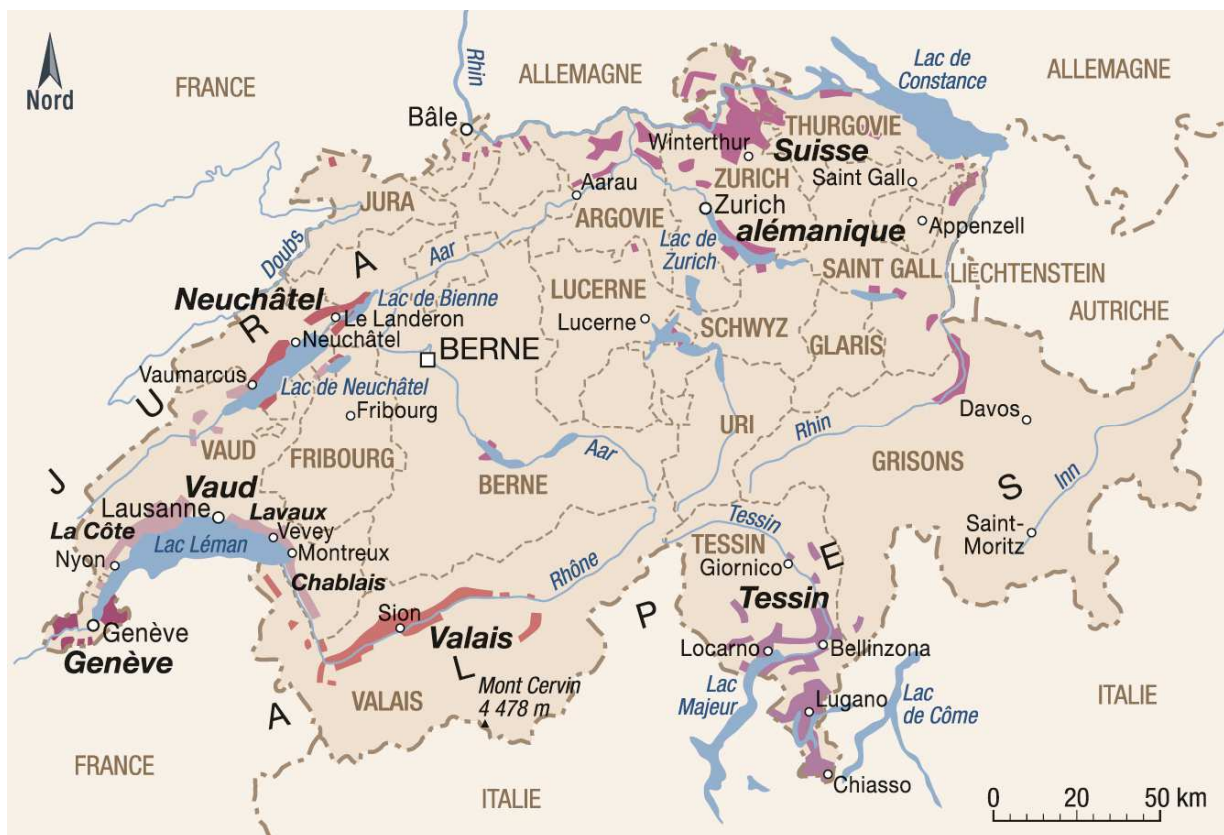 Nord
FRANCE
Rhin
ALLEMAGNE
Lac de
Constance
ALLEMAGNE
Bâle
THURGOVIE
Winterthur
Suisse
Aarau
ZURICH
Saint Gall
JURA
ARGOVIE
Zurich
alémanique
Appenzell
Doubs
Aar
Lac de
Zurich
SAINT GALL
LIECHTENSTEIN
Neuchâtel
Lac de Bienne
LUCERNE
AUTRICHE
Le Landeron
Lucerne
SCHWYZ
Neuchâtel
BERNE
GLARIS
Vaumarcus
Lac de Neuchâtel
Fribourg
Davos
J U R A
VAUD
FRIBOURG
URI
Rhin
GRISONS
Aar
BERNE
Inn
Vaud
Lausanne
Lavaux
La Côte
Vevey
Tessin
Saint-
Moritz
Lac Léman
Montreux
TESSIN
Nyon
Giornico
Chablais
Rhône
Tessin
Sion
Genève
Genève
Valais
Locarno
Bellinzona
A L P E S
VALAIS
Mont Cervin
4 478 m
Lac
Majeur
Lugano
Lac
de Côme
ITALIE
FRANCE
ITALIE
Chiasso
0 20 50 km